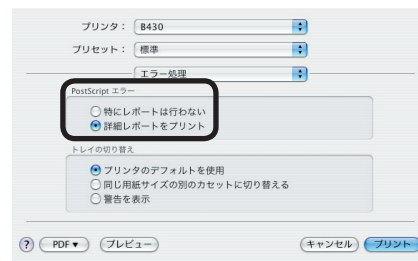 プリンタ： B430
プリセット： 標準
エラー処理
PostScript エラー
特にレポートは行わない
詳細レポートをプリント
トレイの切り替え
プリンタのデフォルトを使用
同じ用紙サイズの別のカセットに切り替える
警告を表示
? PDF▼ プレビュー キャンセル プリント